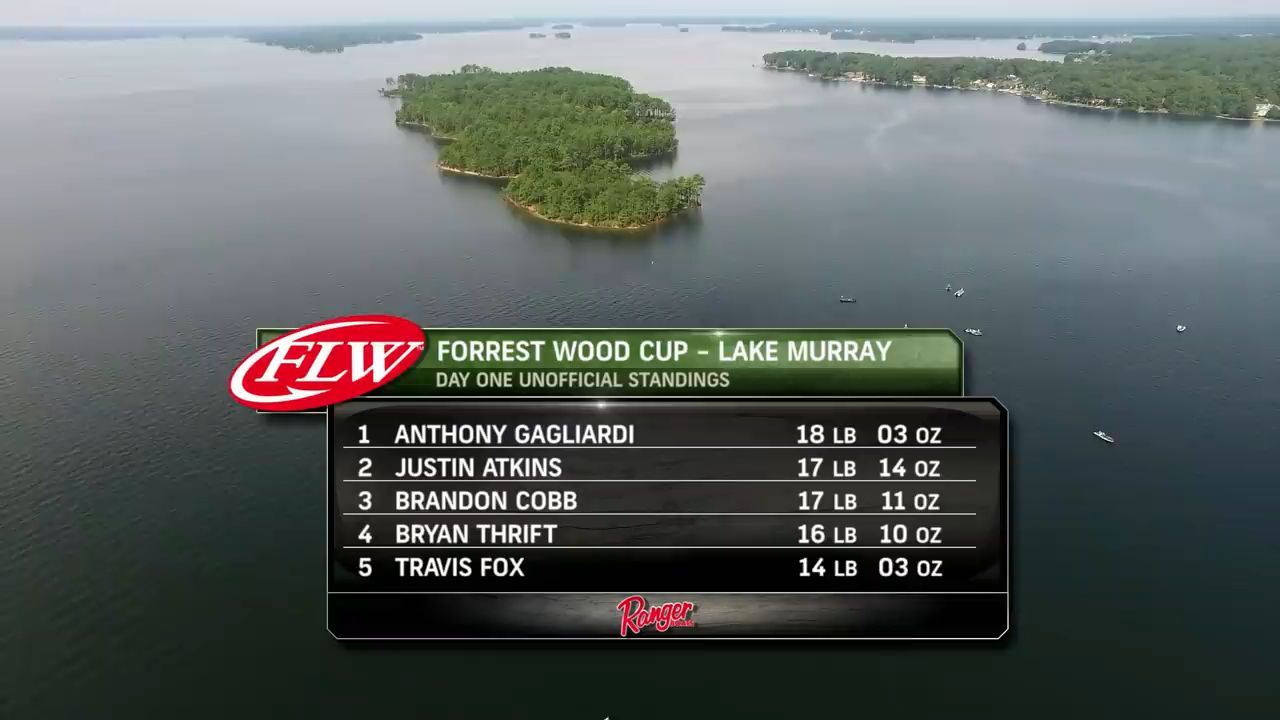 FLW
FORREST WOOD CUP - LAKE MURRAY
DAY ONE UNOFFICIAL STANDINGS
1 ANTHONY GAGLIARDI 18 LB 03 OZ
2 JUSTIN ATKINS 17 LB 14 OZ
3 BRANDON COBB 17 LB 11 OZ
4 BRYAN THRIFT 16 LB 10 OZ
5 TRAVIS FOX 14 LB 03 OZ
Ranger